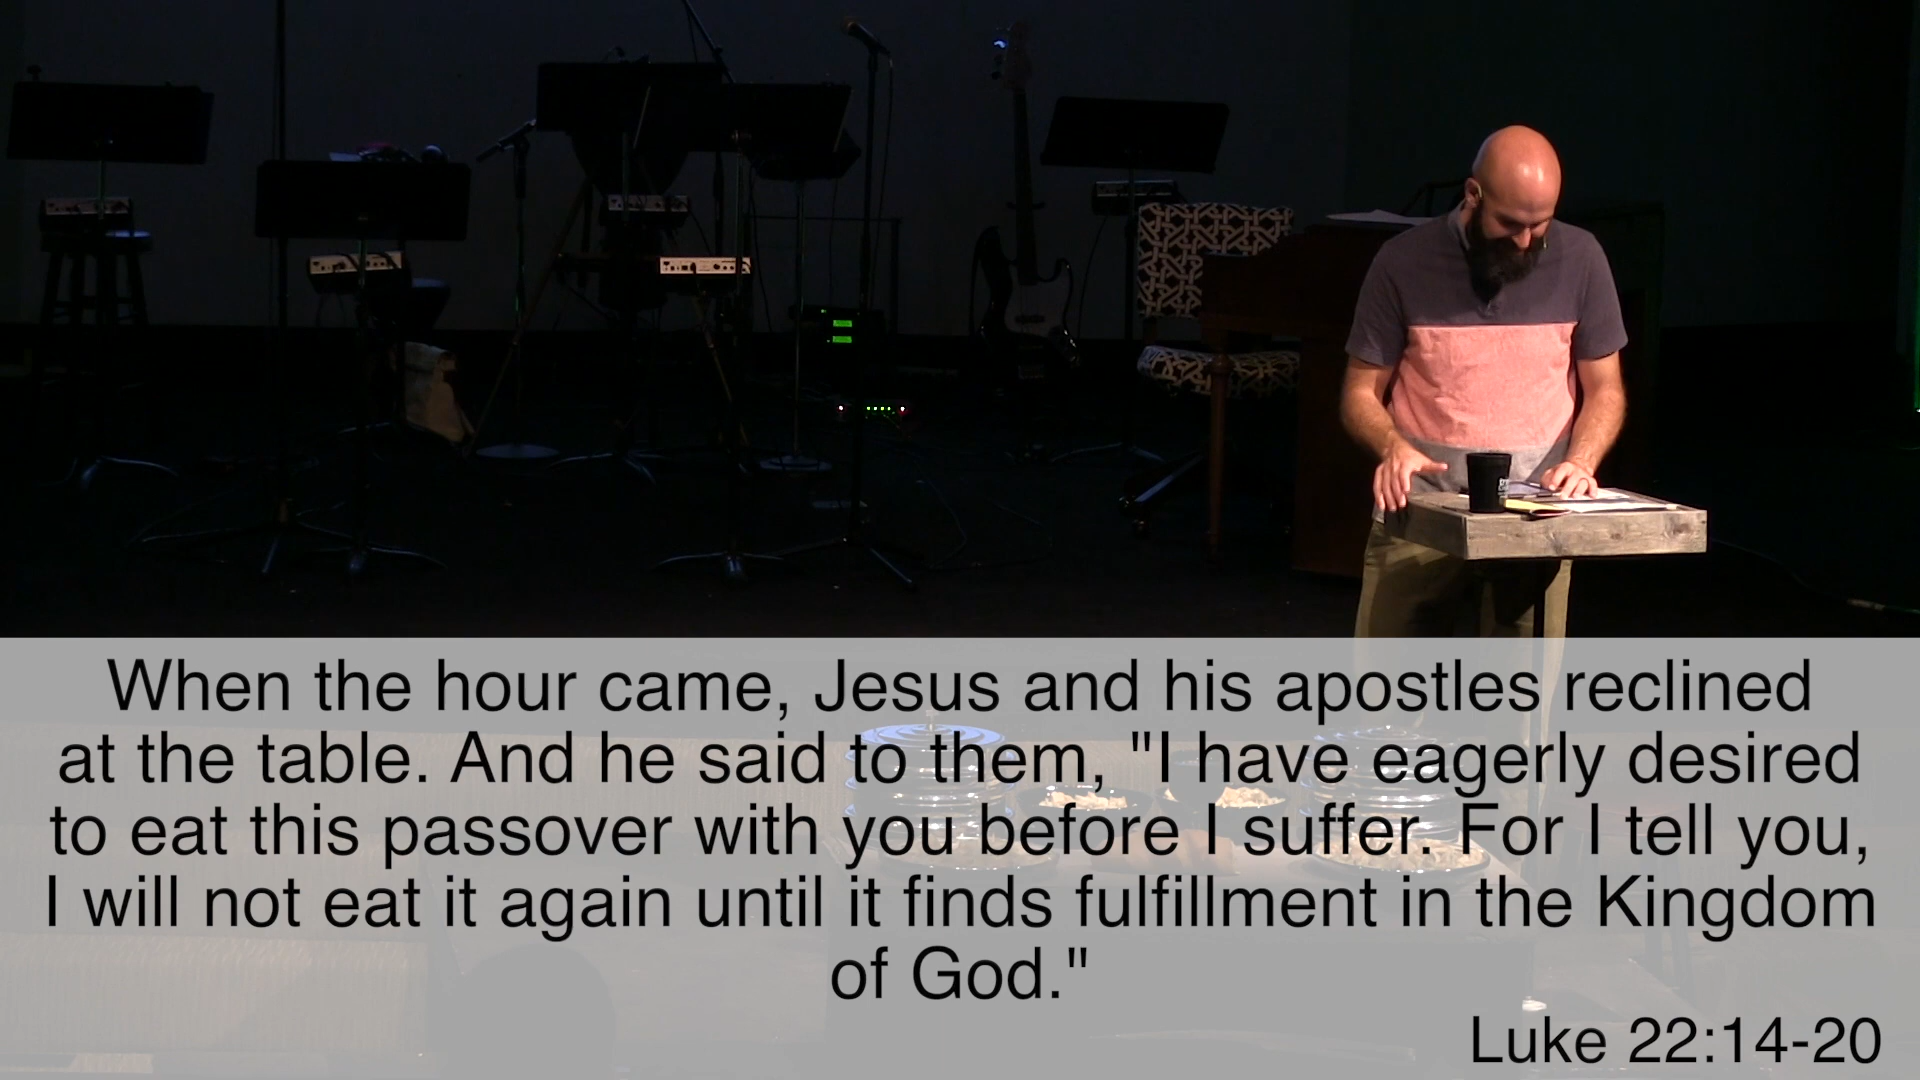 When the hour came, Jesus and his apostles reclined
at the table. And he said to them, "I have eagerly desired
to eat this passover with you before I suffer. For I tell you,
I will not eat it again until it finds fulfillment in the Kingdom
of God."
Luke 22:14-20